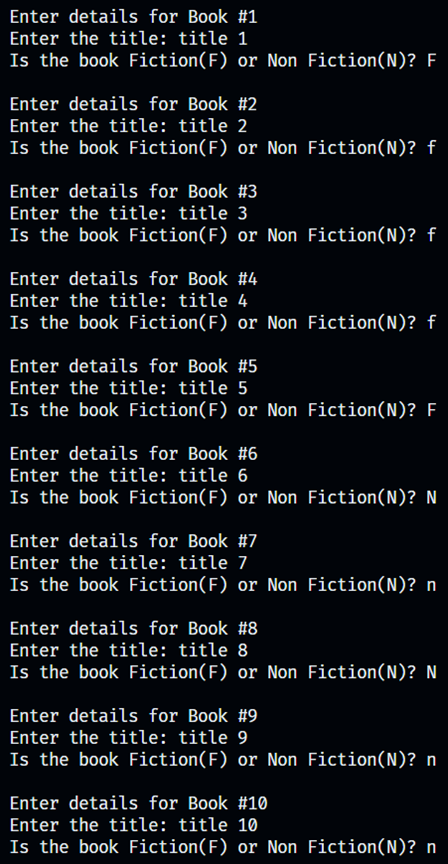 Enter details for Book #1
Enter the title: title 1
Is the book Fiction(F) or Non Fiction(N)? F
Enter details for Book #2
Enter the title: title 2
Is the book Fiction(F) or Non Fiction(N)? f
Enter details for Book #3
Enter the title: title 3
Is the book Fiction(F) or Non Fiction(N)? f
Enter details for Book #4
Enter the title: title 4
Is the book Fiction(F) or Non Fiction(N)? f
Enter details for Book #5
Enter the title: title 5
Is the book Fiction(F) or Non Fiction(N)? F
Enter details for Book #6
Enter the title: title 6
Is the book Fiction(F) or Non Fiction(N)? N
Enter details for Book #7
Enter the title: title 7
Is the book Fiction(F) or Non Fiction(N)? n
Enter details for Book #8
Enter the title: title 8
Is the book Fiction(F) or Non Fiction(N)? N
Enter details for Book #9
Enter the title: title 9
Is the book Fiction(F) or Non Fiction(N)? n
Enter details for Book #10
Enter the title: title 10
Is the book Fiction(F) or Non Fiction(N)? n